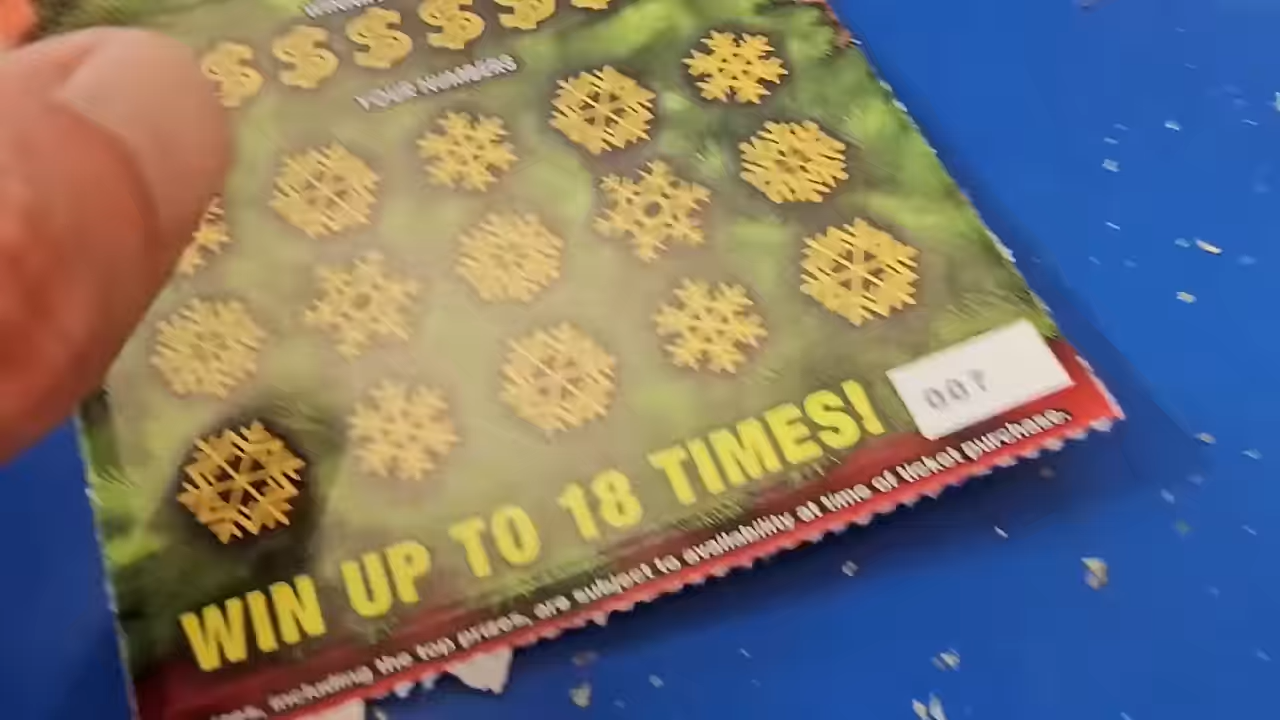 $ $ $ $ $
YOUR NUMBERS
007
WIN UP TO 18 TIMES!
including the top prizes, are subject to availability at time of ticket purchase.